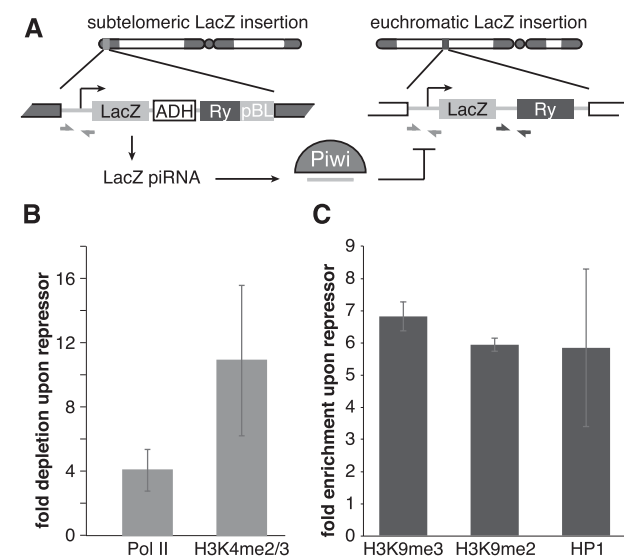 A
subtelomeric LacZ insertion
euchromatic LacZ insertion
LacZ ADH Ry pBL
LacZ Ry
LacZ piRNA
Piwi
B
fold depletion upon repressor
16
12
8
4
0
Pol II H3K4me2/3
C
fold enrichment upon repressor
9
8
7
6
5
4
3
2
1
0
H3K9me3 H3K9me2 HP1